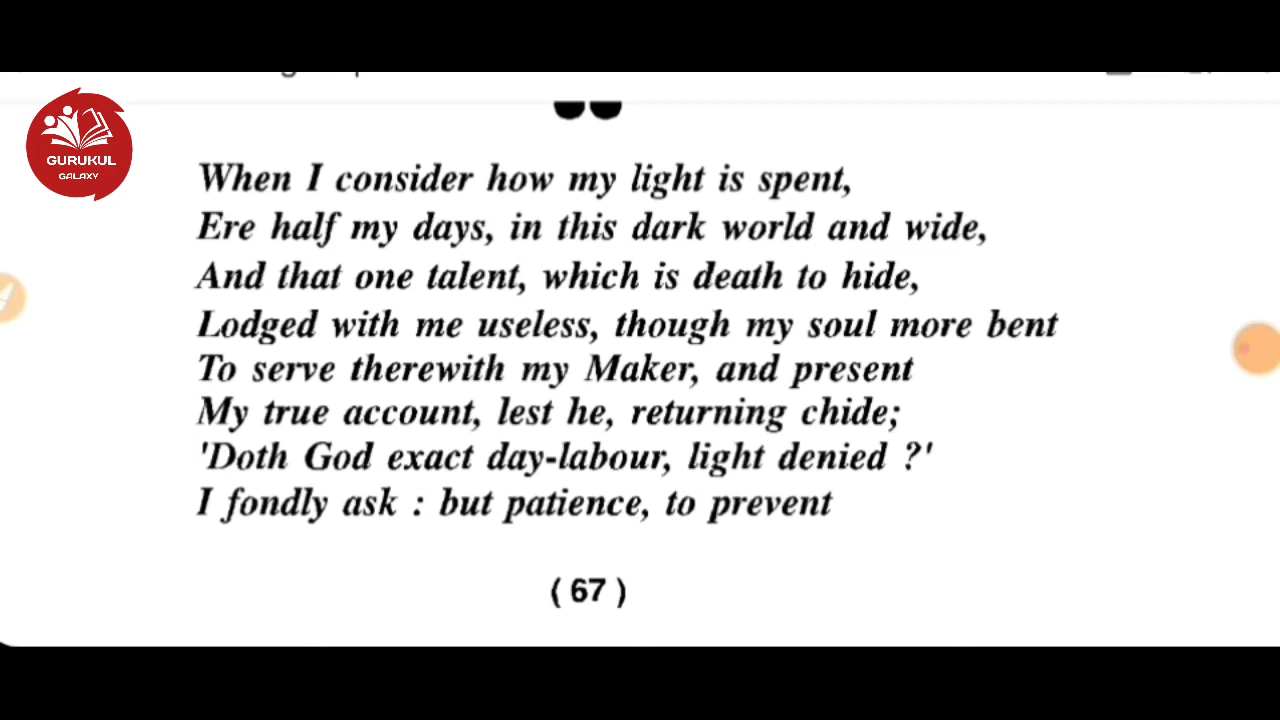 GURUKUL
GALAXY
When I consider how my light is spent,
Ere half my days, in this dark world and wide,
And that one talent, which is death to hide,
Lodged with me useless, though my soul more bent
To serve therewith my Maker, and present
My true account, lest he, returning chide;
'Doth God exact day-labour, light denied ?'
I fondly ask : but patience, to prevent
( 67 )